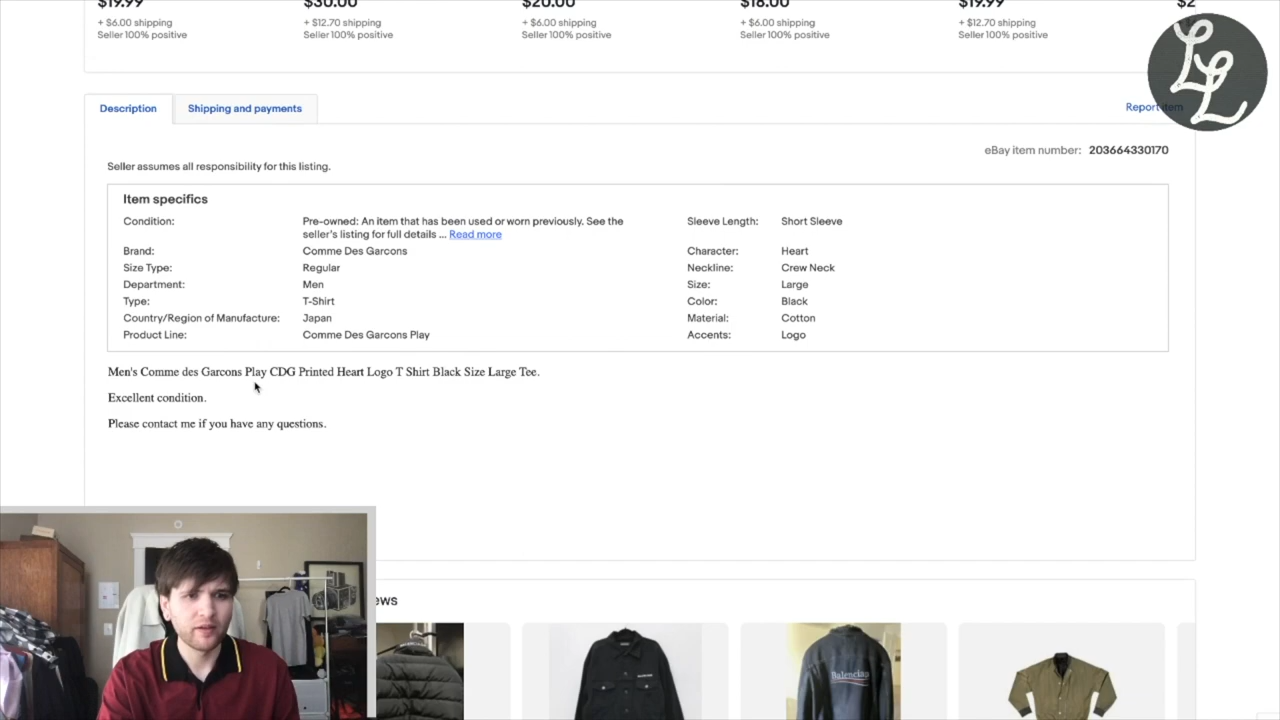 $19.99 $30.00 $20.00 $18.00 $19.99 $2
+ $6.00 shipping + $12.70 shipping + $6.00 shipping + $6.00 shipping + $12.70 shipping
Seller 100% positive Seller 100% positive Seller 100% positive Seller 100% positive Seller 100% positive
LL
Description Shipping and payments Report item
eBay item number: 203664330170
Seller assumes all responsibility for this listing.
Item specifics
Condition: Pre-owned: An item that has been used or worn previously. See the Sleeve Length: Short Sleeve
seller's listing for full details ... Read more
Brand: Comme Des Garcons Character: Heart
Size Type: Regular Neckline: Crew Neck
Department: Men Size: Large
Type: T-Shirt Color: Black
Country/Region of Manufacture: Japan Material: Cotton
Product Line: Comme Des Garcons Play Accents: Logo
Men's Comme des Garcons Play CDG Printed Heart Logo T Shirt Black Size Large Tee.
Excellent condition.
Please contact me if you have any questions.
ews
Balenciaga